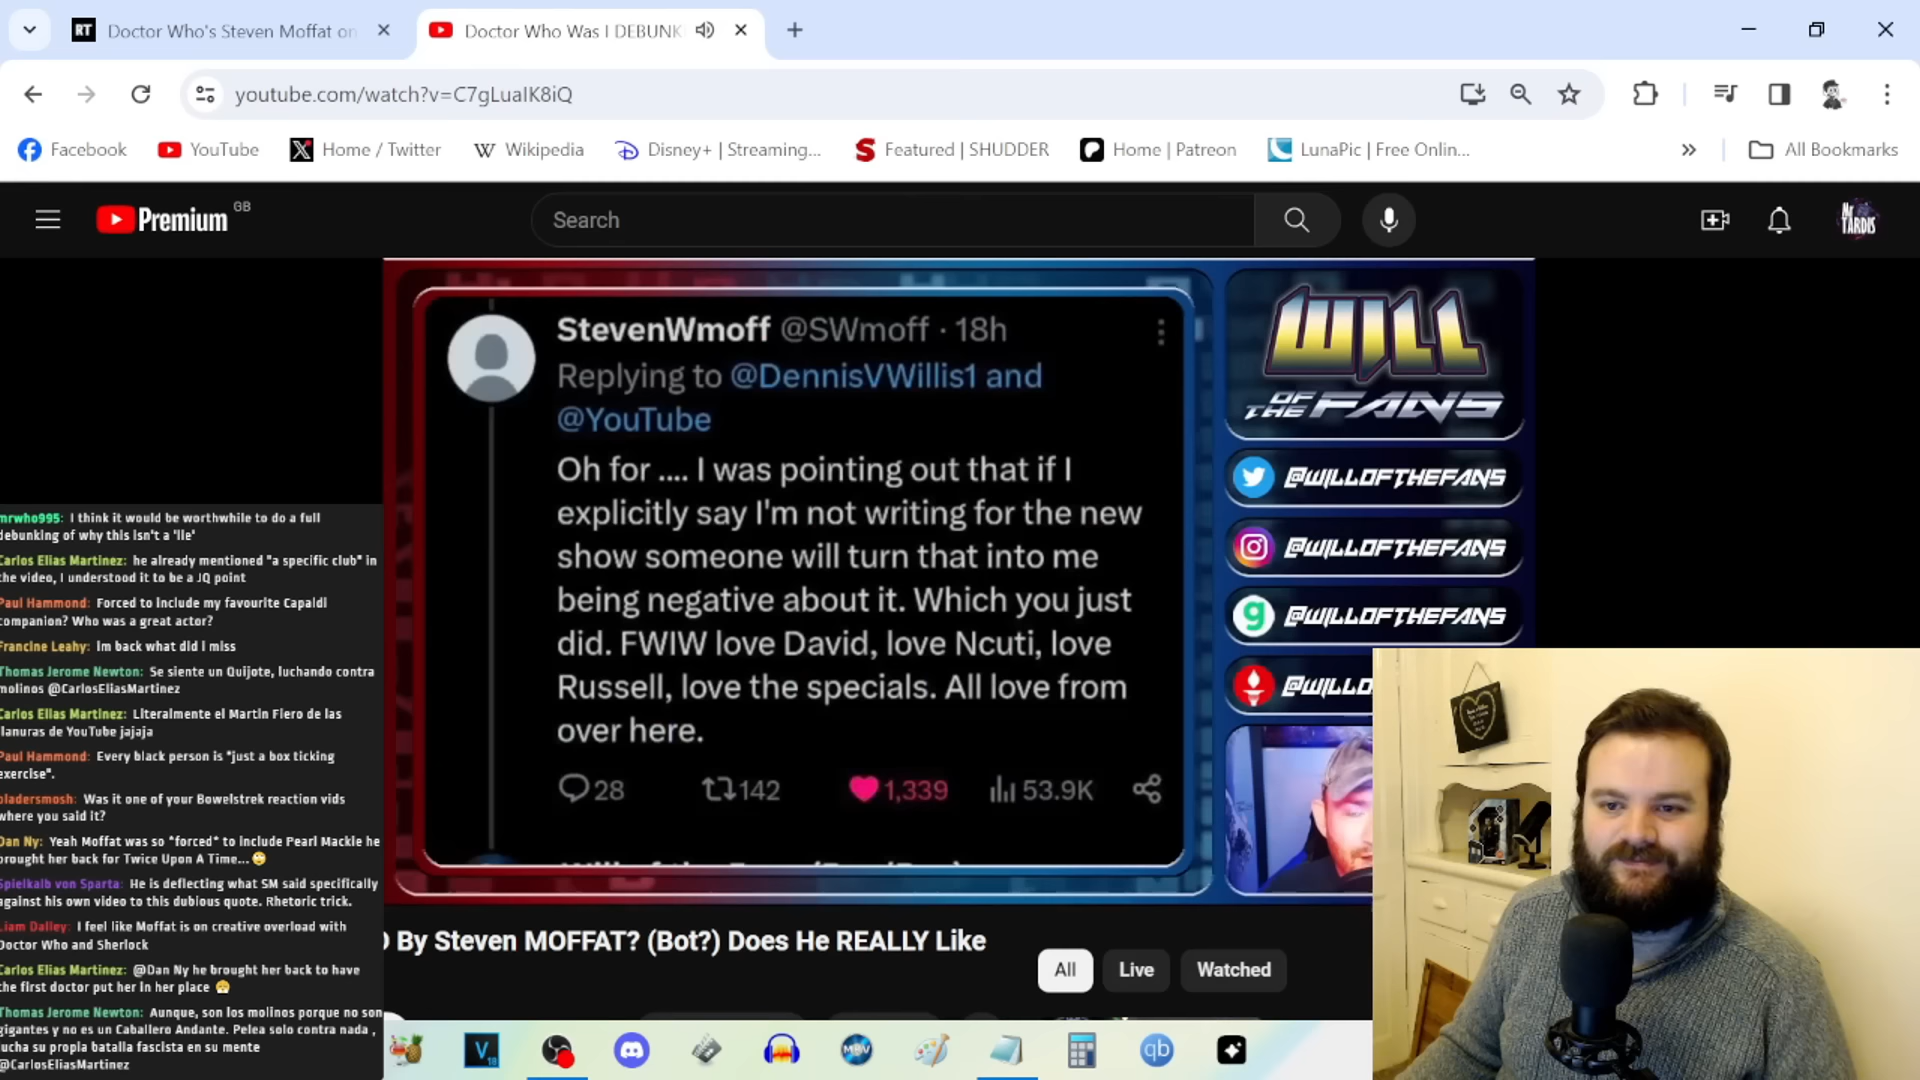 Doctor Who's Steven Moffat on
Doctor Who Was I DEBUNK
youtube.com/watch?v=C7gLuaIK8iQ
Facebook
YouTube
Home / Twitter
Wikipedia
Disney+ | Streaming...
Featured | SHUDDER
Home | Patreon
LunaPic | Free Onlin...
All Bookmarks
Premium GB
Search
Mr TARDIS
StevenWmoff @SWmoff · 18h
Replying to @DennisVWillis1 and
@YouTube
Oh for .... I was pointing out that if I
explicitly say I'm not writing for the new
show someone will turn that into me
being negative about it. Which you just
did. FWIW love David, love Ncuti, love
Russell, love the specials. All love from
over here.
28 142 1,339 53.9K
WILL
OF THE FANS
@WILLOFTHEFANS
@WILLOFTHEFANS
@WILLOFTHEFANS
@WILLO
mrwho995: I think it would be worthwhile to do a full
debunking of why this isn't a 'lie'
Carlos Elias Martinez: he already mentioned "a specific club" in
the video, I understood it to be a JQ point
Paul Hammond: Forced to include my favourite Capaldi
companion? Who was a great actor?
Francine Leahy: Im back what did I miss
Thomas Jerome Newton: Se siente un Quijote, luchando contra
molinos @CarlosEliasMartinez
Carlos Elias Martinez: Literalmente el Martin Fiero de las
llanuras de YouTube jajaja
Paul Hammond: Every black person is "just a box ticking
exercise".
bladersmosh: Was it one of your Bowelstrek reaction vids
where you said it?
Dan Ny: Yeah Moffat was so *forced* to include Pearl Mackle he
brought her back for Twice Upon A Time...
Spielkalb von Sparta: He is deflecting what SM said specifically
against his own video to this dubious quote. Rhetoric trick.
Liam Dalley: I feel like Moffat is on creative overload with
Doctor Who and Sherlock
Carlos Elias Martinez: @Dan Ny he brought her back to have
the first doctor put her in her place
Thomas Jerome Newton: Aunque, son los molinos porque no son
gigantes y no es un Caballero Andante. Pelea solo contra nada ,
lucha su propia batalla fascista en su mente
@CarlosEliasMartinez
By Steven MOFFAT? (Bot?) Does He REALLY Like
All
Live
Watched